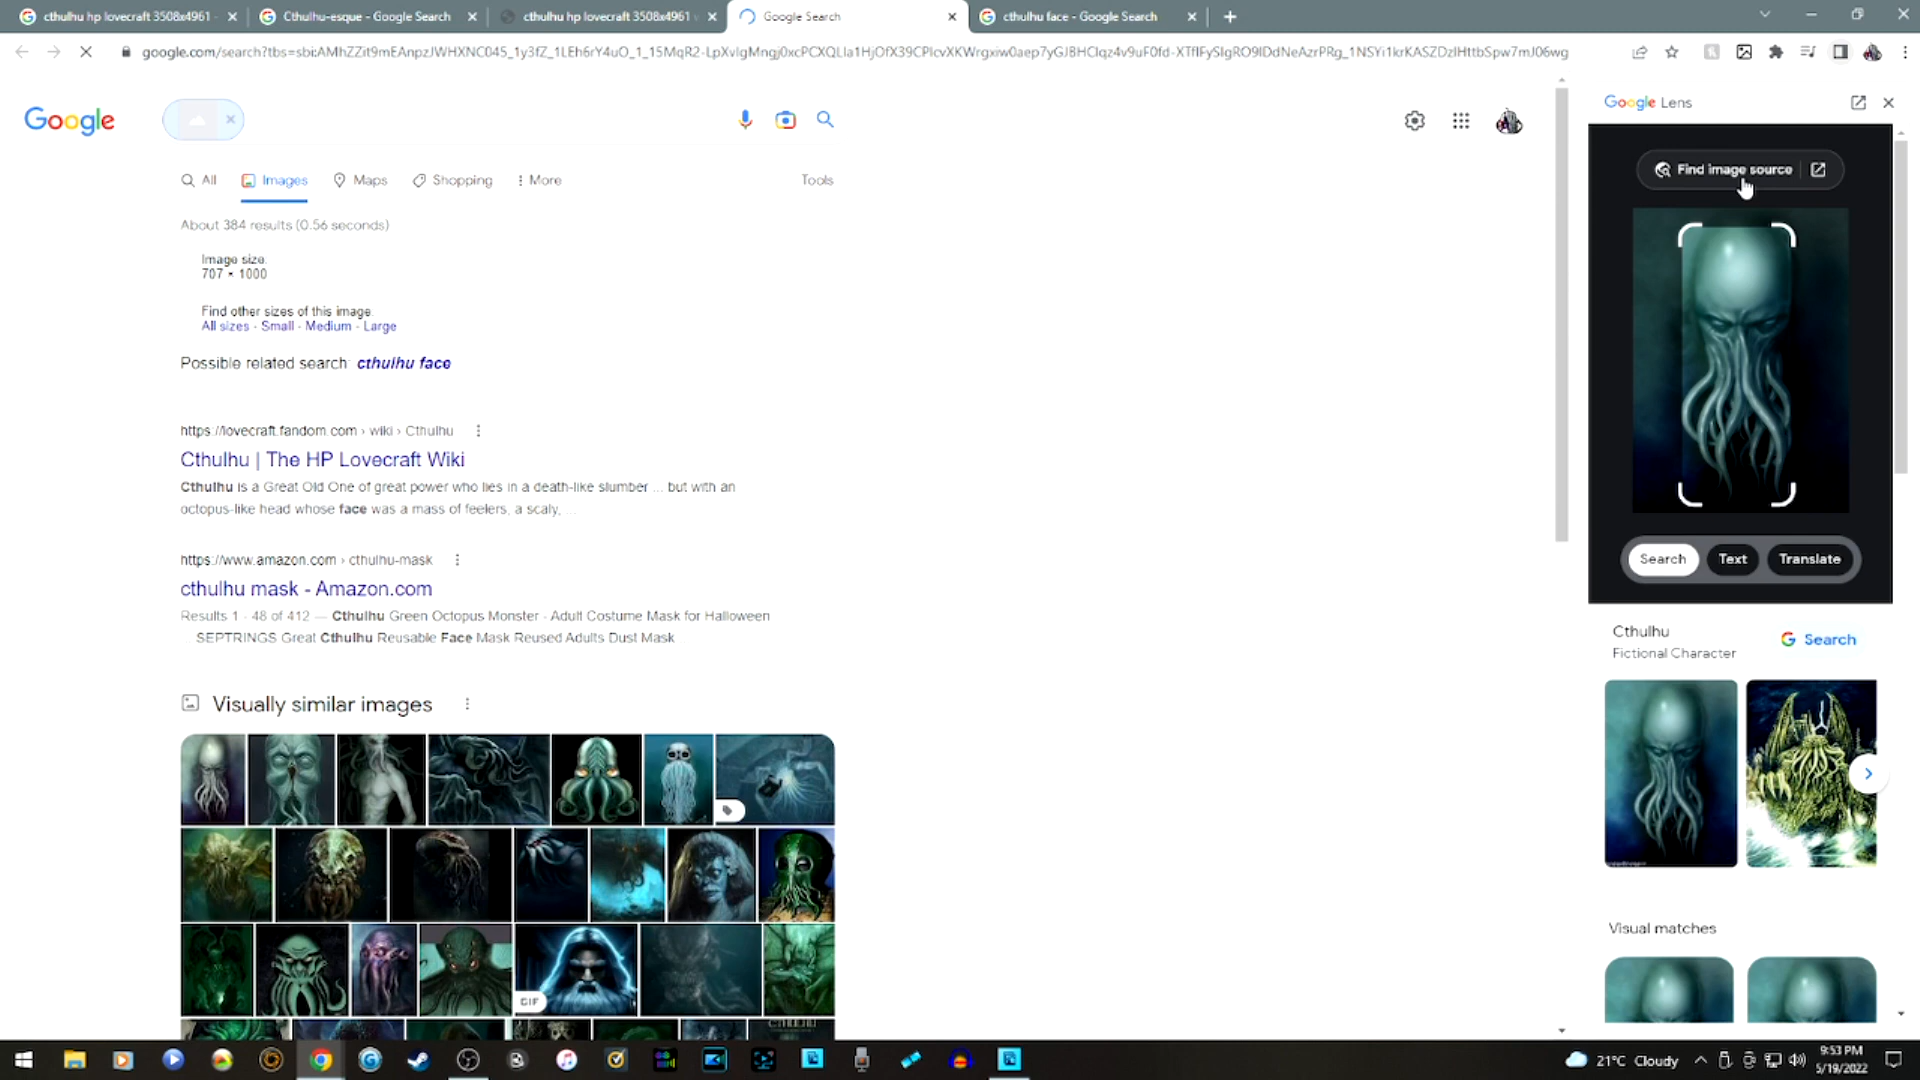 cthulhu hp lovecraft 3508x4961
Cthulhu-esque - Google Search
cthulhu hp lovecraft 3508x4961
Google Search
cthulhu face - Google Search
Google
All
Images
Maps
Shopping
More
Tools
About 384 results (0.56 seconds)
Image size:
707 × 1000
Find other sizes of this image:
All sizes - Small - Medium - Large
Possible related search: cthulhu face
https://lovecraft.fandom.com › wiki › Cthulhu
Cthulhu | The HP Lovecraft Wiki
Cthulhu is a Great Old One of great power who lies in a death-like slumber ... but with an
octopus-like head whose face was a mass of feelers, a scaly, ...
https://www.amazon.com › cthulhu-mask
cthulhu mask - Amazon.com
Results 1 - 48 of 412 — Cthulhu Green Octopus Monster - Adult Costume Mask for Halloween
... SEPTRINGS Great Cthulhu Reusable Face Mask Reused Adults Dust Mask
Visually similar images
GIF
CTHULHU
Google Lens
Find image source
Search
Text
Translate
Cthulhu
Fictional Character
Search
Visual matches
21°C Cloudy
9:53 PM
5/19/2022